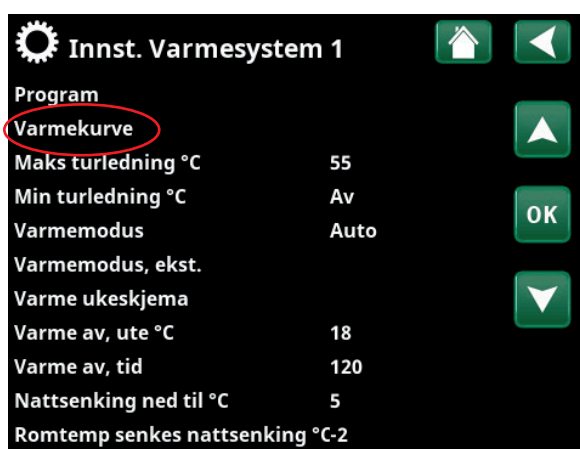 Innst. Varmesystem 1
Program
Varmekurve
Maks turledning °C 55
Min turledning °C Av
Varmemodus Auto
OK
Varmemodus, ekst.
Varme ukeskjema
Varme av, ute °C 18
Varme av, tid 120
Nattsenking ned til °C 5
Romtemp senkes nattsenking °C-2